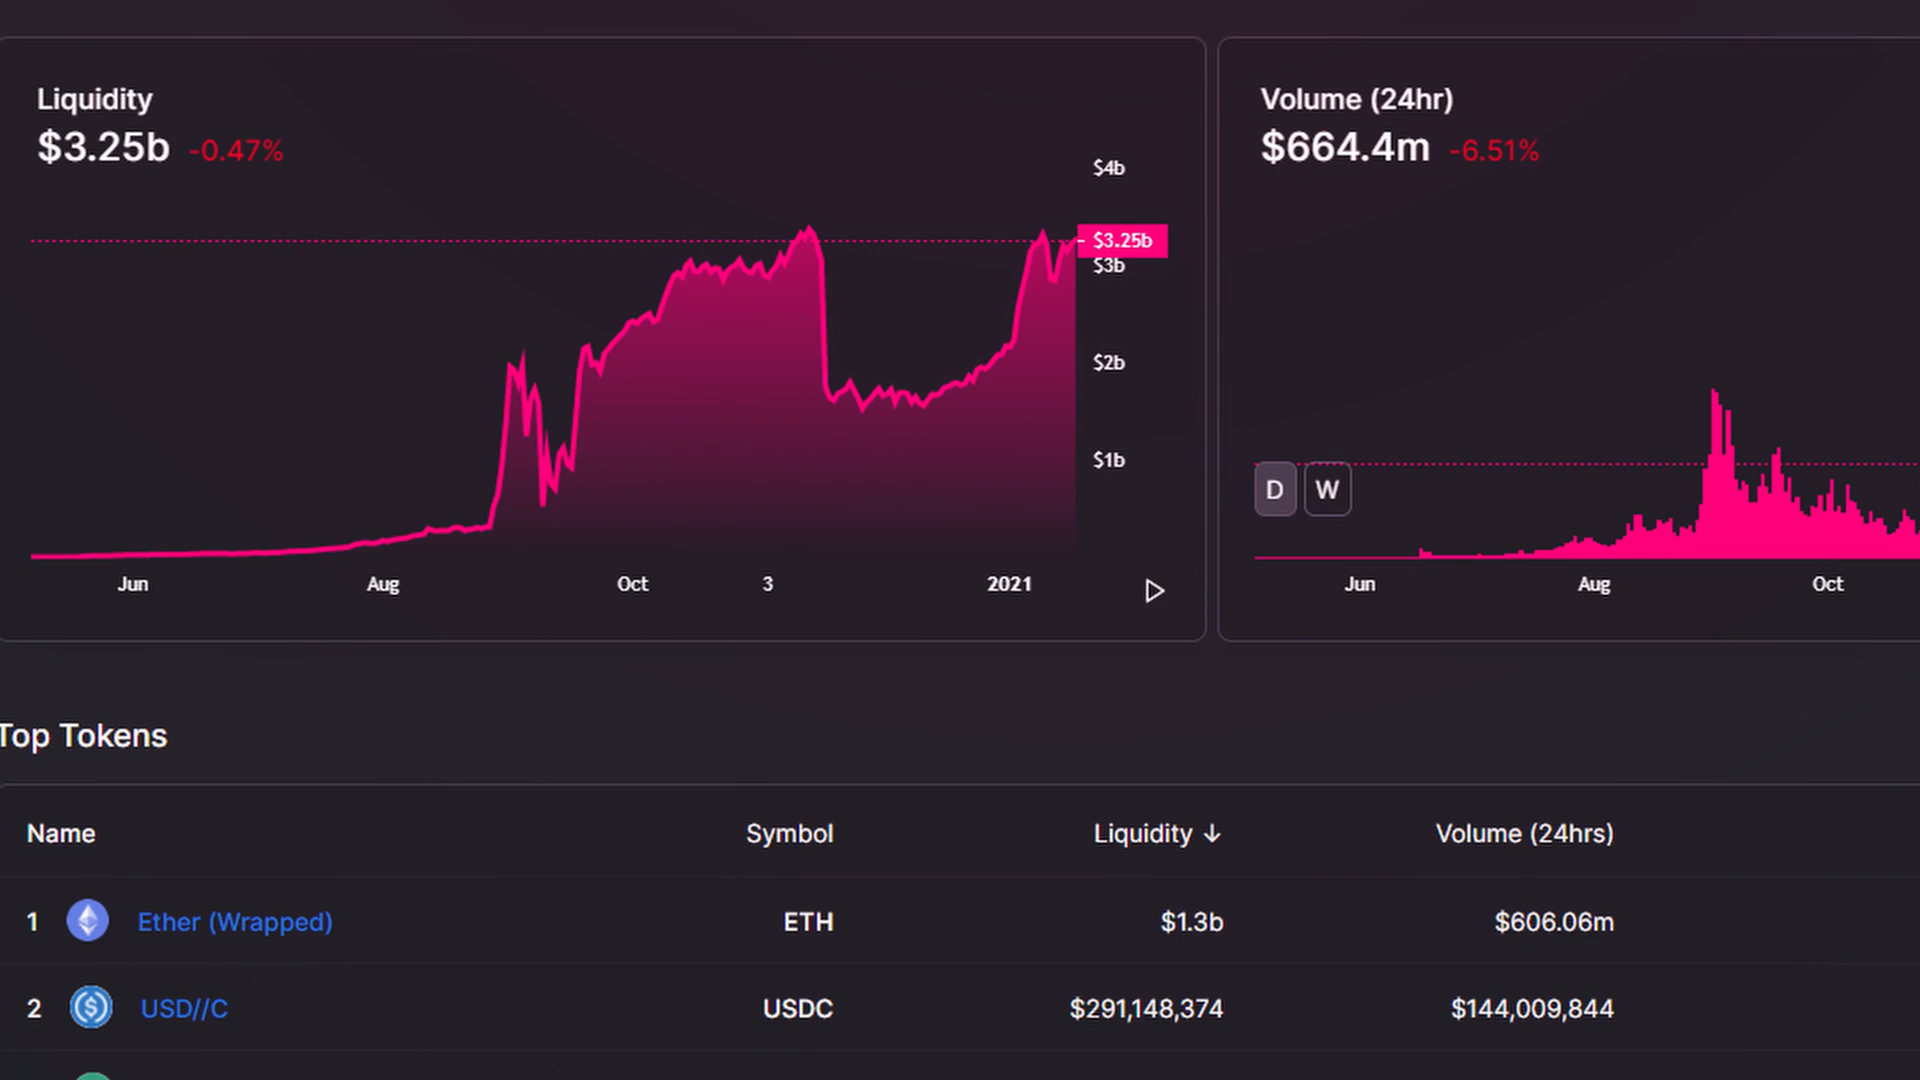 Liquidity
$3.25b -0.47%
$4b
$3.25b
$3b
$2b
$1b
Jun Aug Oct 3 2021
Volume (24hr)
$664.4m -6.51%
D W
Jun Aug Oct
Top Tokens
Name Symbol Liquidity ↓ Volume (24hrs)
1 Ether (Wrapped) ETH $1.3b $606.06m
2 USD//C USDC $291,148,374 $144,009,844